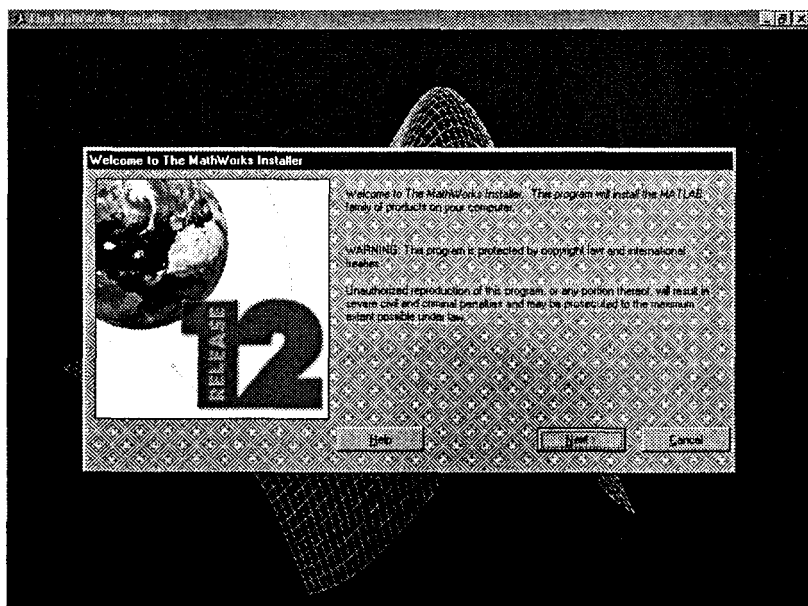 The MathWorks Installer
Welcome to The MathWorks Installer
Welcome to The MathWorks Installer. This program will install the MATLAB
family of products on your computer.
WARNING: This program is protected by copyright law and international
treaties.
Unauthorized reproduction of this program, or any portion thereof, will result in
severe civil and criminal penalties and may be prosecuted to the maximum
extent possible under law.
RELEASE
12
Help
Next
Cancel